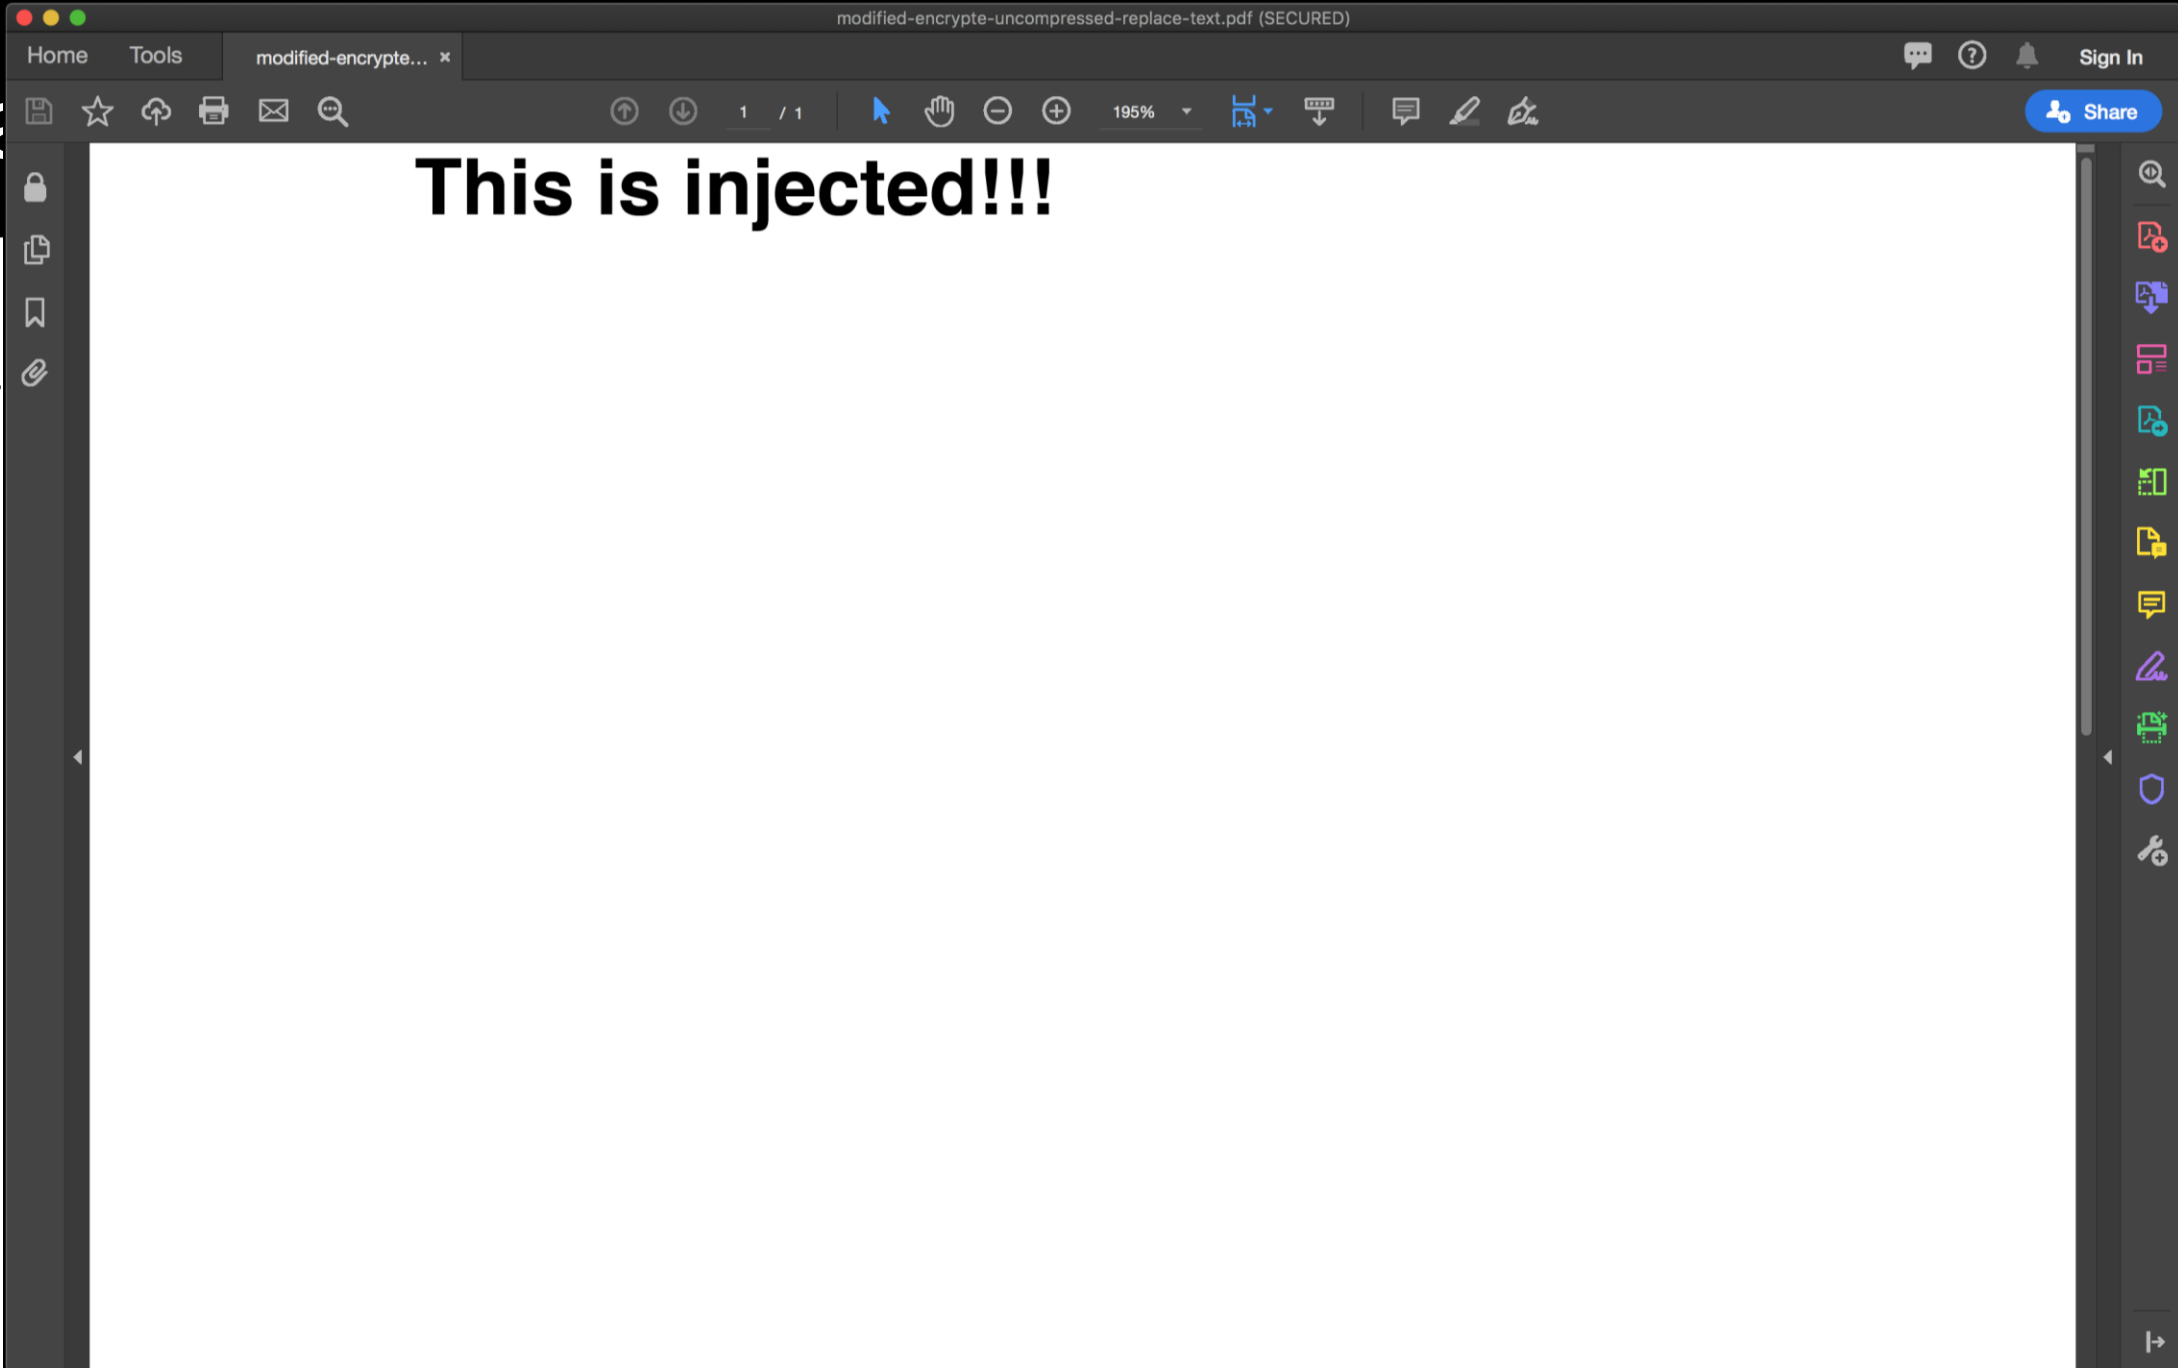 modified-encrypte-uncompressed-replace-text.pdf (SECURED)
Home Tools modified-encrypte... × Sign In
1 / 1 195% Share
This is injected!!!